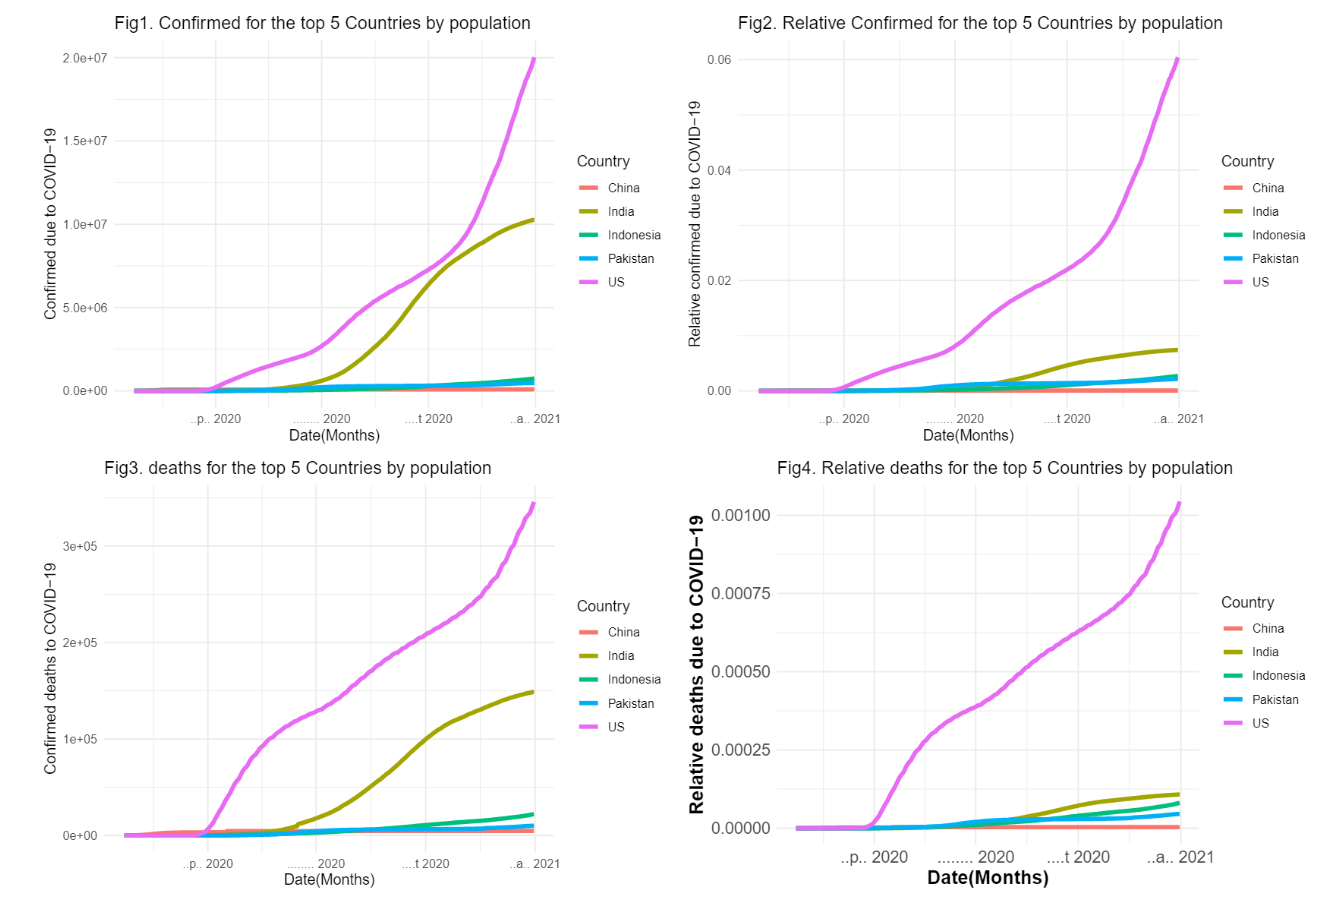 Fig1. Confirmed for the top 5 Countries by population
Confirmed due to COVID−19
2.0e+07
1.5e+07
1.0e+07
5.0e+06
0.0e+00
..p.. 2020
........ 2020
....t 2020
..a.. 2021
Date(Months)
Country
China
India
Indonesia
Pakistan
US
Fig2. Relative Confirmed for the top 5 Countries by population
Relative confirmed due to COVID−19
0.06
0.04
0.02
0.00
..p.. 2020
........ 2020
....t 2020
..a.. 2021
Date(Months)
Country
China
India
Indonesia
Pakistan
US
Fig3. deaths for the top 5 Countries by population
Confirmed deaths to COVID−19
3e+05
2e+05
1e+05
0e+00
..p.. 2020
........ 2020
....t 2020
..a.. 2021
Date(Months)
Country
China
India
Indonesia
Pakistan
US
Fig4. Relative deaths for the top 5 Countries by population
Relative deaths due to COVID−19
0.00100
0.00075
0.00050
0.00025
0.00000
..p.. 2020
........ 2020
....t 2020
..a.. 2021
Date(Months)
Country
China
India
Indonesia
Pakistan
US